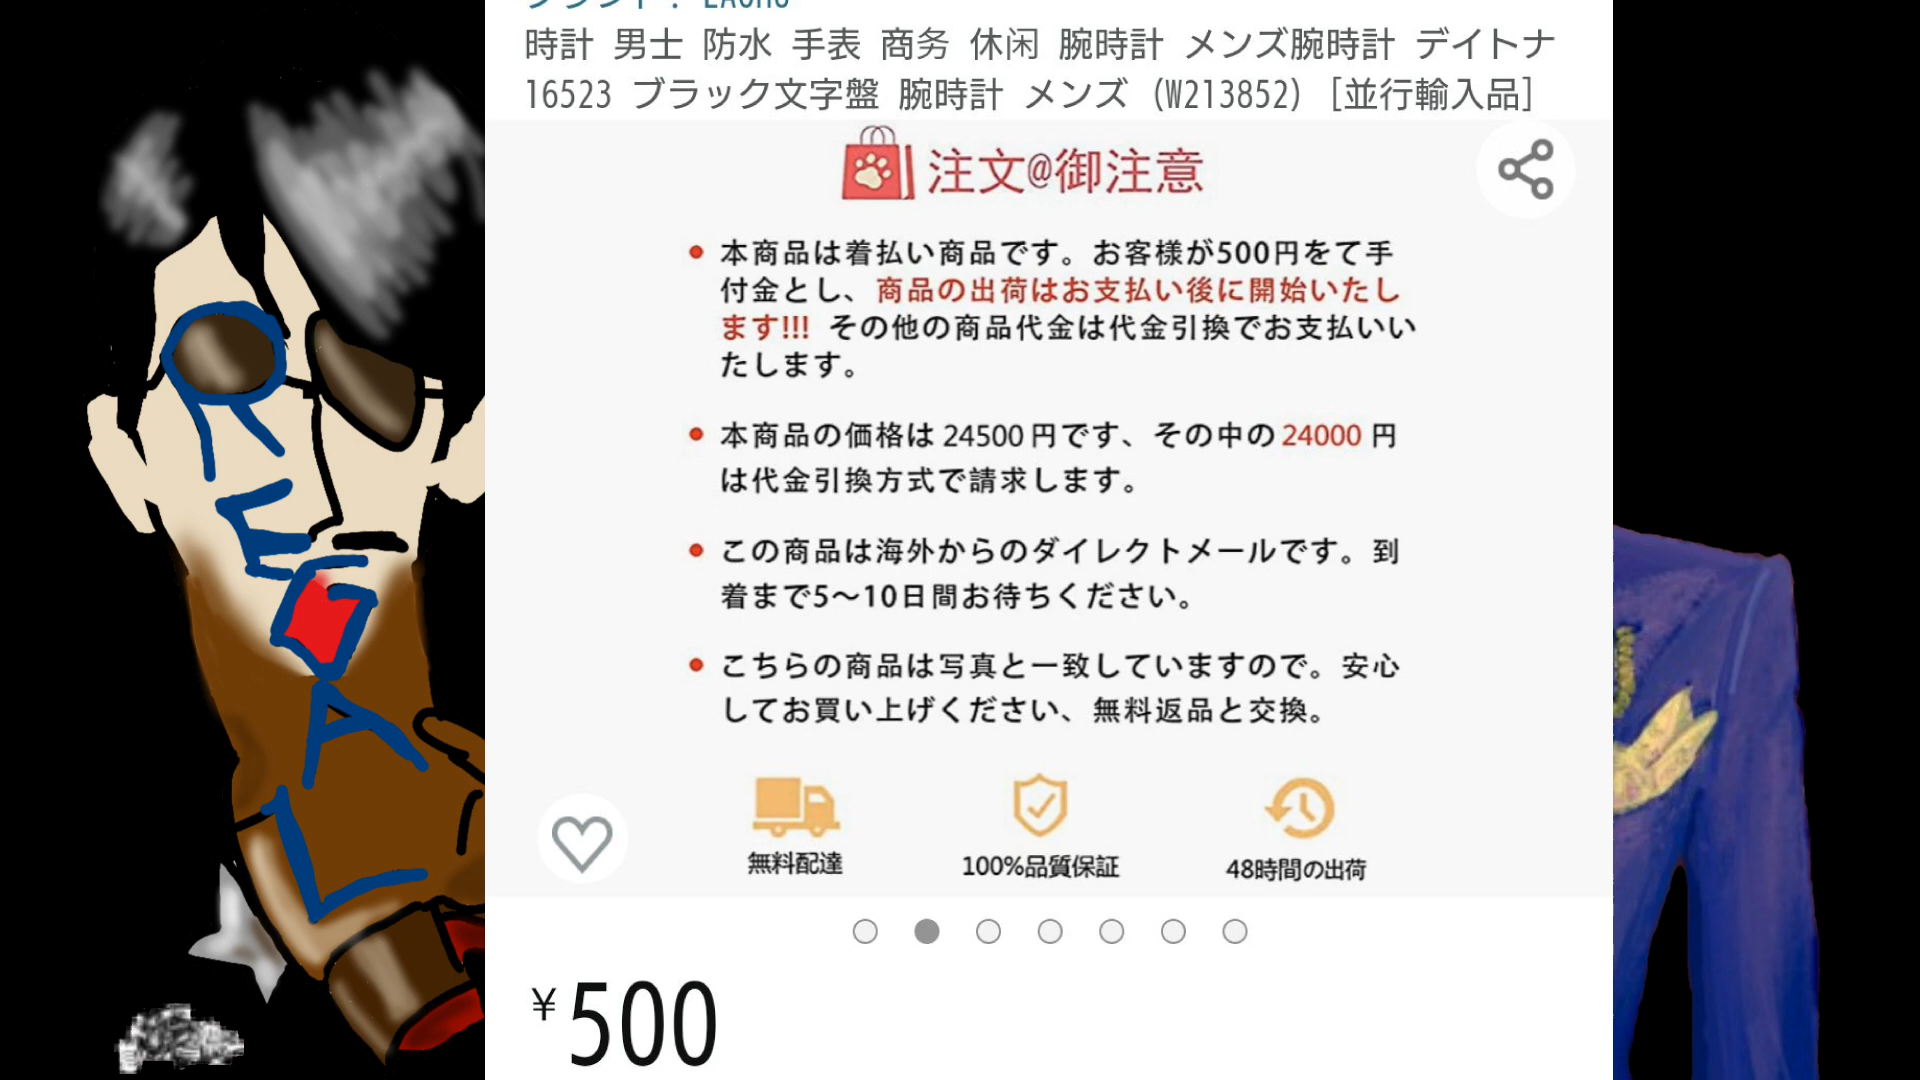 時計 男士 防水 手表 商务 休闲 腕時計 メンズ腕時計 デイトナ
16523 ブラック文字盤 腕時計 メンズ (W213852) [並行輸入品]
注文@御注意
本商品は着払い商品です。お客様が500円をて手
付金とし、商品の出荷はお支払い後に開始いたし
ます!!! その他の商品代金は代金引換でお支払いい
たします。
本商品の価格は 24500 円です、その中の 24000 円
は代金引換方式で請求します。
この商品は海外からのダイレクトメールです。到
着まで5～10日間お待ちください。
こちらの商品は写真と一致していますので。安心
してお買い上げください、無料返品と交換。
無料配達
100%品質保証
48時間の出荷
¥500
R
E
G
A
L